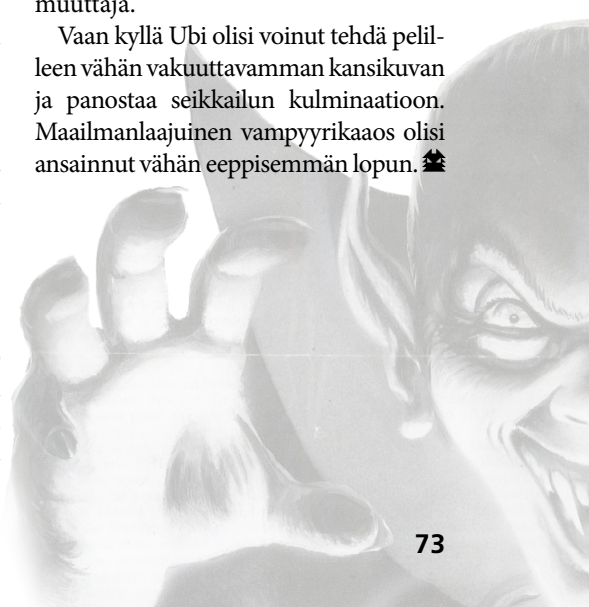 muuttaja.
Vaan kyllä Ubi olisi voinut tehdä pelil-
leen vähän vakuuttavamman kansikuvan
ja panostaa seikkailun kulminaatioon.
Maailmanlaajuinen vampyyrikaaos olisi
ansainnut vähän eeppisemmän lopun.
73